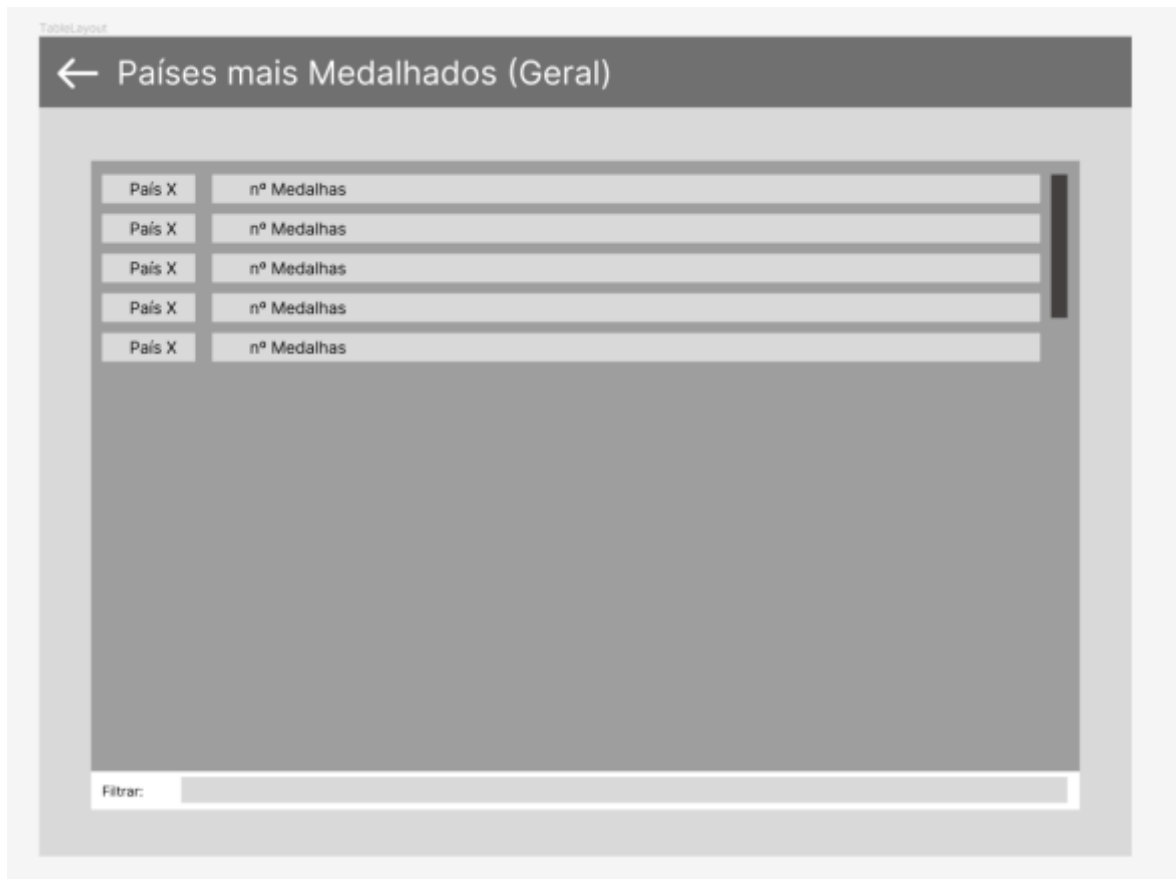 TableLayout
← Países mais Medalhados (Geral)
País X nº Medalhas
País X nº Medalhas
País X nº Medalhas
País X nº Medalhas
País X nº Medalhas
Filtrar: